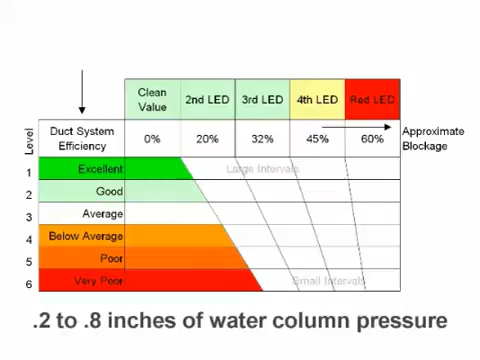 Clean Value 2nd LED 3rd LED 4th LED Red LED
Level Duct System Efficiency 0% 20% 32% 45% 60% Approximate Blockage
1 Excellent Large Intervals
2 Good
3 Average
4 Below Average
5 Poor
6 Very Poor Small Intervals
.2 to .8 inches of water column pressure